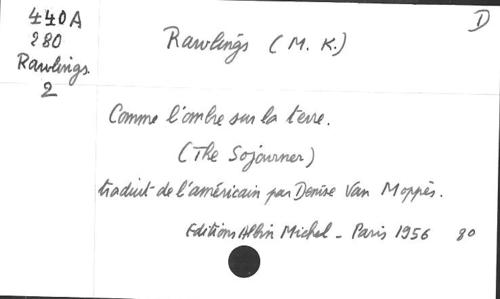 440A
D
280
Rawlings
2
Rawlings (M. K.)
Comme l'ombre sur la terre.
(The Sojourner)
traduit de l'américain par Denise Van Moppès.
Editions Albin Michel - Paris 1956 80